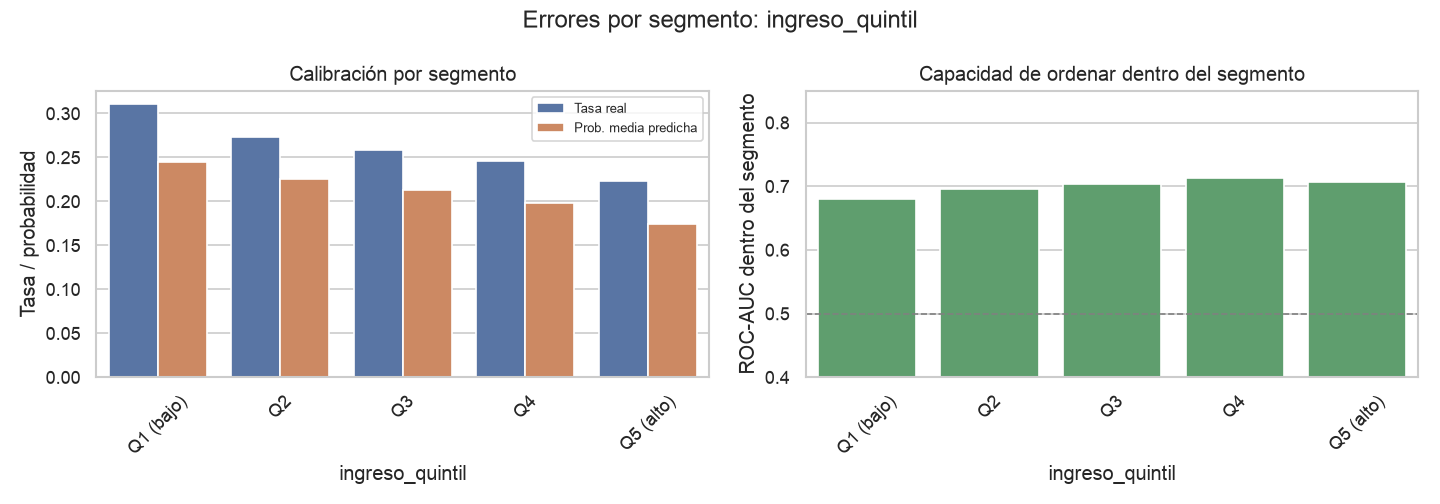 Errores por segmento: ingreso_quintil
Calibración por segmento
Tasa / probabilidad
0.30
0.25
0.20
0.15
0.10
0.05
0.00
Tasa real
Prob. media predicha
Q1 (bajo)
Q2
Q3
Q4
Q5 (alto)
ingreso_quintil
Capacidad de ordenar dentro del segmento
ROC-AUC dentro del segmento
0.8
0.7
0.6
0.5
0.4
Q1 (bajo)
Q2
Q3
Q4
Q5 (alto)
ingreso_quintil